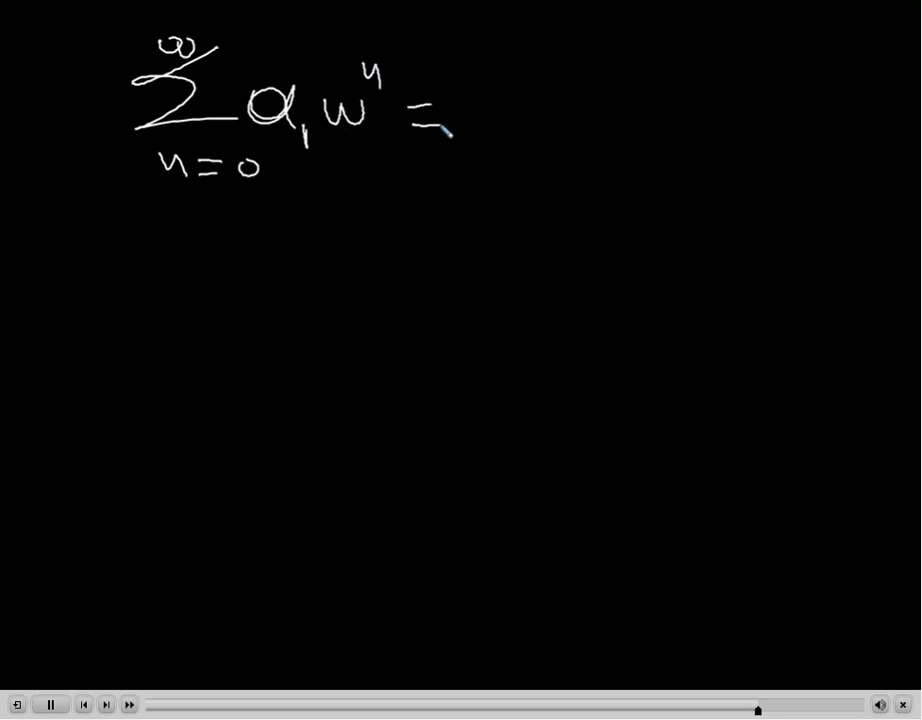 ∞
∑ a₁ wⁿ =
n = 0